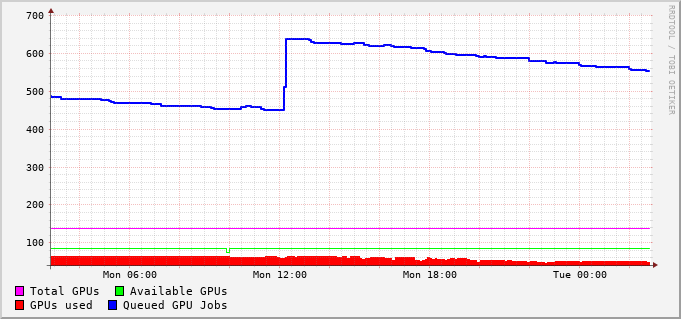 700
600
500
400
300
200
100
Mon 06:00 Mon 12:00 Mon 18:00 Tue 00:00
Total GPUs Available GPUs
GPUs used Queued GPU Jobs
RRDTOOL / TOBI OETIKER